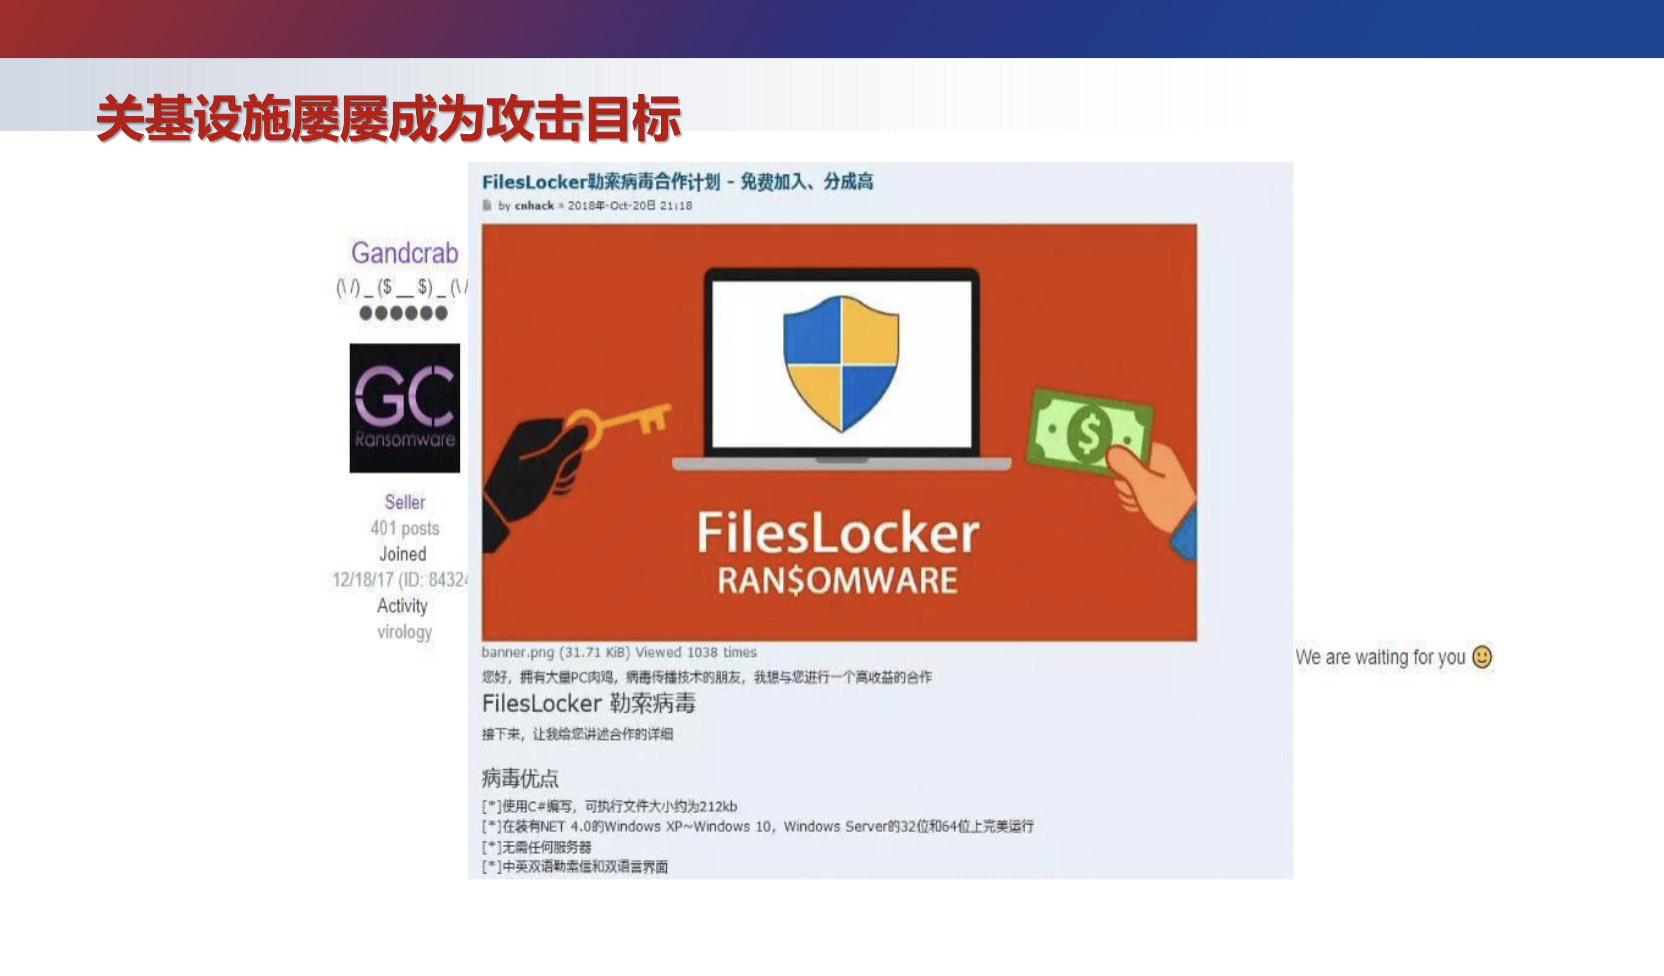 关基设施屡屡成为攻击目标
Gandcrab
(\/)_($__$)_(\/
●●●●●●
GC
Ransomware
Seller
401 posts
Joined
12/18/17 (ID: 84324
Activity
virology
FilesLocker勒索病毒合作计划 - 免费加入、分成高
by cnhack » 2018年-Oct-20日 21:18
$
FilesLocker
RAN$OMWARE
banner.png (31.71 KiB) Viewed 1038 times
您好，拥有大量PC肉鸡，病毒传播技术的朋友，我想与您进行一个高收益的合作
FilesLocker 勒索病毒
接下来，让我给您讲述合作的详细
病毒优点
[*]使用C#编写，可执行文件大小约为212kb
[*]在装有NET 4.0的Windows XP~Windows 10，Windows Server的32位和64位上完美运行
[*]无需任何服务器
[*]中英双语勒索信和双语言界面
We are waiting for you 🙂